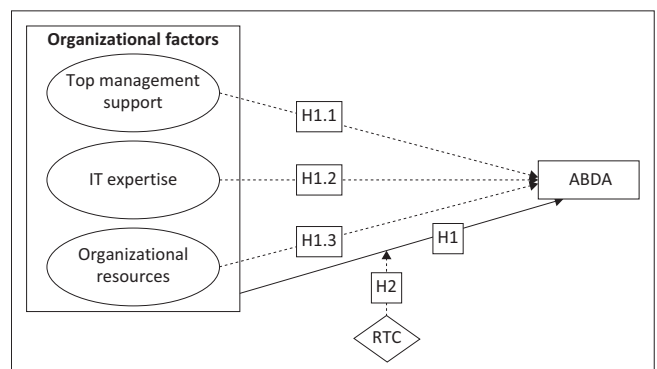 Organizational factors
Top management
support
H1.1
IT expertise
H1.2
ABDA
Organizational
resources
H1.3
H1
H2
RTC